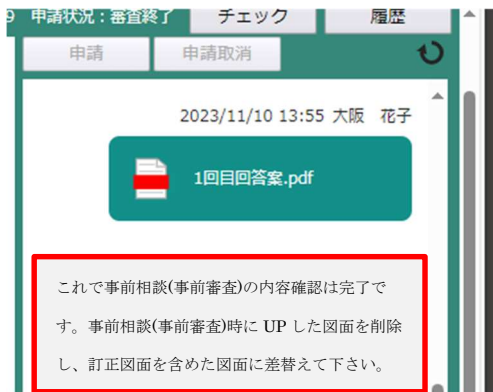 9 申請状況：審査終了 チェック 履歴
申請 申請取消
2023/11/10 13:55 大阪 花子
1回目回答案.pdf
これで事前相談(事前審査)の内容確認は完了で
す。事前相談(事前審査)時に UP した図面を削除
し、訂正図面を含めた図面に差替えて下さい。